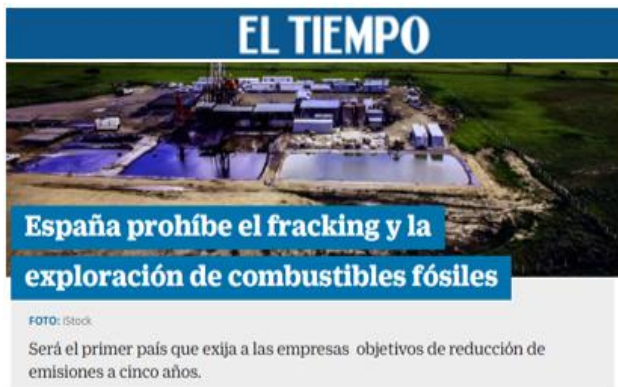 EL TIEMPO
España prohíbe el fracking y la
exploración de combustibles fósiles
FOTO: iStock
Será el primer país que exija a las empresas objetivos de reducción de
emisiones a cinco años.